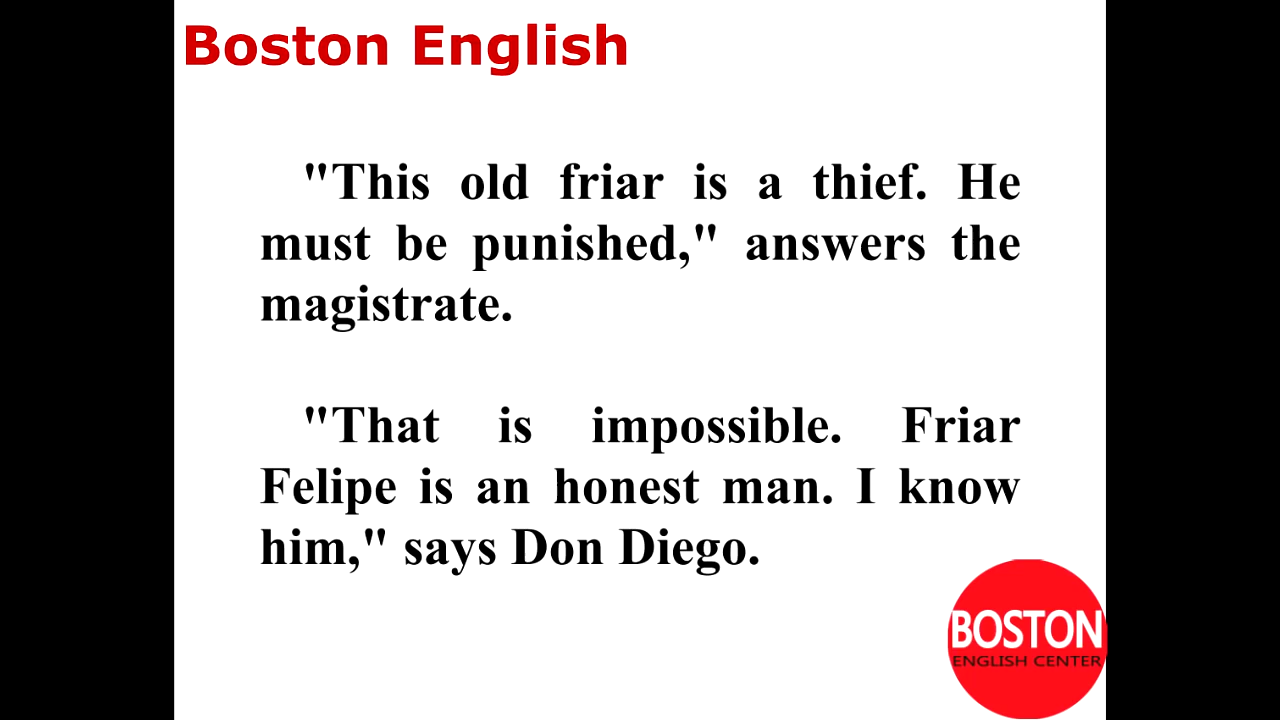 Boston English
"This old friar is a thief. He
must be punished," answers the
magistrate.
"That is impossible. Friar
Felipe is an honest man. I know
him," says Don Diego.
BOSTON
ENGLISH CENTER